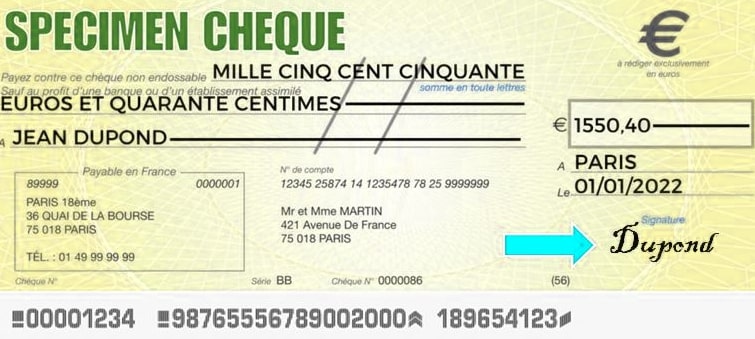 SPECIMEN CHEQUE
€
à rédiger exclusivement
en euros
Payez contre ce chèque non endossable MILLE CINQ CENT CINQUANTE
Sauf au profit d'une banque ou d'un établissement assimilé
somme en toute lettres
EUROS ET QUARANTE CENTIMES
€ 1550,40
A JEAN DUPOND
A PARIS
Le 01/01/2022
Payable en France
89999 0000001
PARIS 18ème
36 QUAI DE LA BOURSE
75 018 PARIS
TÉL. : 01 49 99 99 99
N° de compte
12345 25874 14 1235478 78 25 9999999
Mr et Mme MARTIN
421 Avenue De France
75 018 PARIS
Signature
Dupond
Chèque N° Série BB Chéque N° 0000086 (56)
⑈00001234 ⑈98765556789002000⑇ 189654123⑉